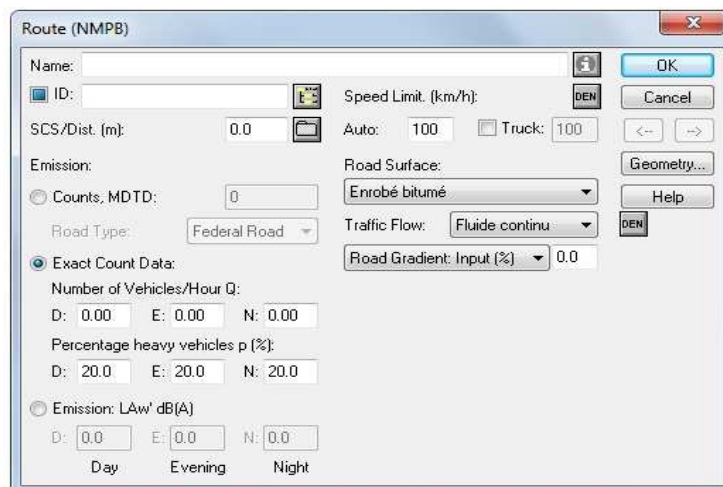 Route (NMPB)
Name:
OK
ID:
Speed Limit. (km/h):
DEN
Cancel
SCS/Dist. (m): 0.0
Auto: 100 Truck: 100
<-- -->
Emission:
Road Surface:
Geometry...
Counts, MDTD: 0
Enrobé bitumé
Help
Road Type: Federal Road
Traffic Flow: Fluide continu
DEN
Exact Count Data:
Road Gradient: Input (%) 0.0
Number of Vehicles/Hour Q:
D: 0.00 E: 0.00 N: 0.00
Percentage heavy vehicles p (%):
D: 20.0 E: 20.0 N: 20.0
Emission: LAw' dB(A)
D: 0.0 E: 0.0 N: 0.0
Day Evening Night